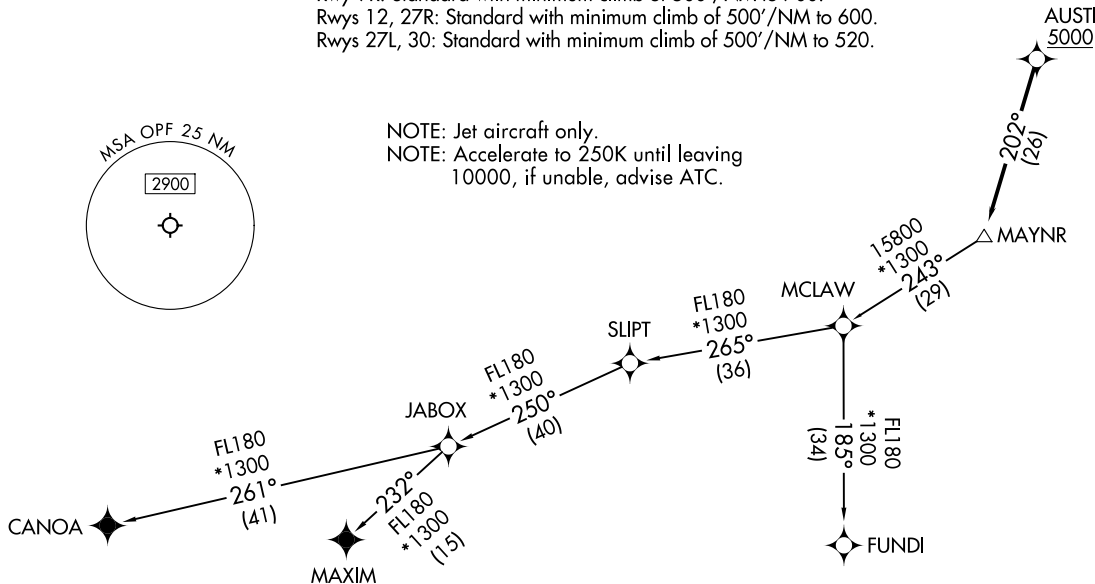 Rwys 12, 27R: Standard with minimum climb of 500'/NM to 600.
Rwys 27L, 30: Standard with minimum climb of 500'/NM to 520.
AUSTI
5000
NOTE: Jet aircraft only.
NOTE: Accelerate to 250K until leaving
10000, if unable, advise ATC.
MSA OPF 25 NM
2900
202°
(26)
MAYNR
15800
*1300
243°
(29)
MCLAW
FL180
*1300
265°
(36)
SLIPT
FL180
*1300
250°
(40)
JABOX
FL180
*1300
261°
(41)
CANOA
232°
FL180
*1300
(15)
MAXIM
FL180
*1300
185°
(34)
FUNDI